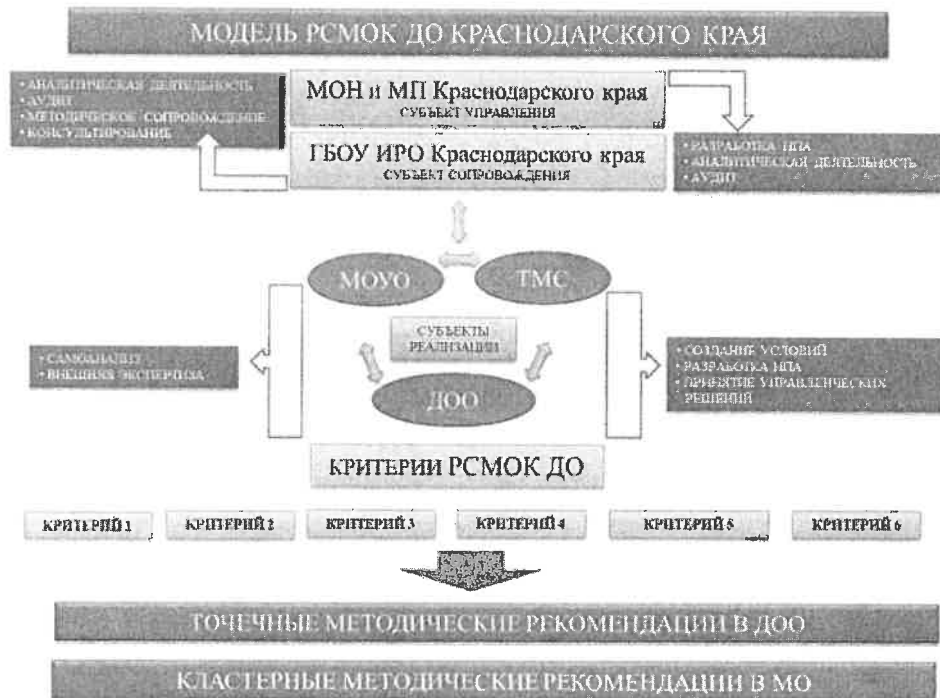 МОДЕЛЬ РСМОК ДО КРАСНОДАРСКОГО КРАЯ
• АНАЛИТИЧЕСКАЯ ДЕЯТЕЛЬНОСТЬ
• АУДИТ
• МЕТОДИЧЕСКОЕ СОПРОВОЖДЕНИЕ
• КОНСУЛЬТИРОВАНИЕ
МОН и МП Краснодарского края
СУБЪЕКТ УПРАВЛЕНИЯ
ГБОУ ИРО Краснодарского края
СУБЪЕКТ СОПРОВОЖДЕНИЯ
• РАЗРАБОТКА НПА
• АНАЛИТИЧЕСКАЯ ДЕЯТЕЛЬНОСТЬ
• АУДИТ
МОУО
ТМС
СУБЪЕКТЫ
РЕАЛИЗАЦИИ
ДОО
• САМОАНАЛИЗ
• ВНЕШНЯЯ ЭКСПЕРТИЗА
• СОЗДАНИЕ УСЛОВИЙ
• РАЗРАБОТКА НПА
• ПРИНЯТИЕ УПРАВЛЕНЧЕСКИХ
РЕШЕНИЙ
КРИТЕРИИ РСМОК ДО
КРИТЕРИЙ 1
КРИТЕРИЙ 2
КРИТЕРИЙ 3
КРИТЕРИЙ 4
КРИТЕРИЙ 5
КРИТЕРИЙ 6
ТОЧЕЧНЫЕ МЕТОДИЧЕСКИЕ РЕКОМЕНДАЦИИ В ДОО
КЛАСТЕРНЫЕ МЕТОДИЧЕСКИЕ РЕКОМЕНДАЦИИ В МО